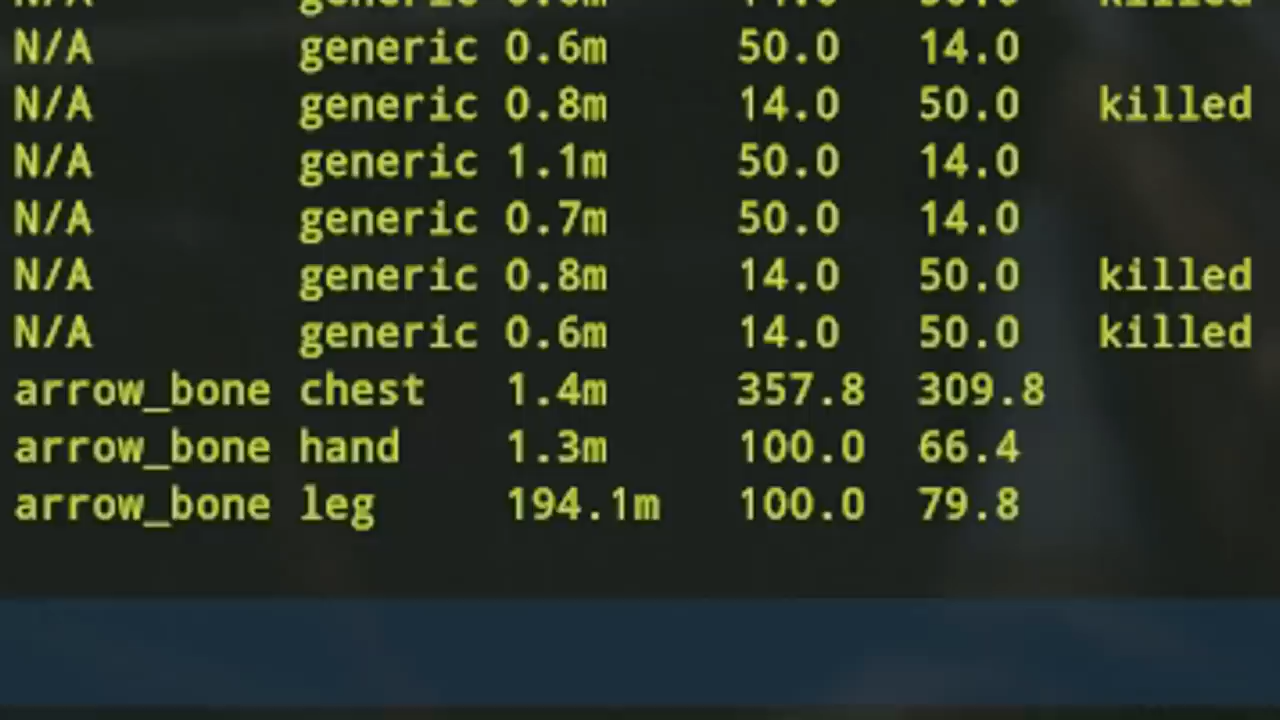 N/A generic 0.6m 50.0 14.0
N/A generic 0.8m 14.0 50.0 killed
N/A generic 1.1m 50.0 14.0
N/A generic 0.7m 50.0 14.0
N/A generic 0.8m 14.0 50.0 killed
N/A generic 0.6m 14.0 50.0 killed
arrow_bone chest 1.4m 357.8 309.8
arrow_bone hand 1.3m 100.0 66.4
arrow_bone leg 194.1m 100.0 79.8